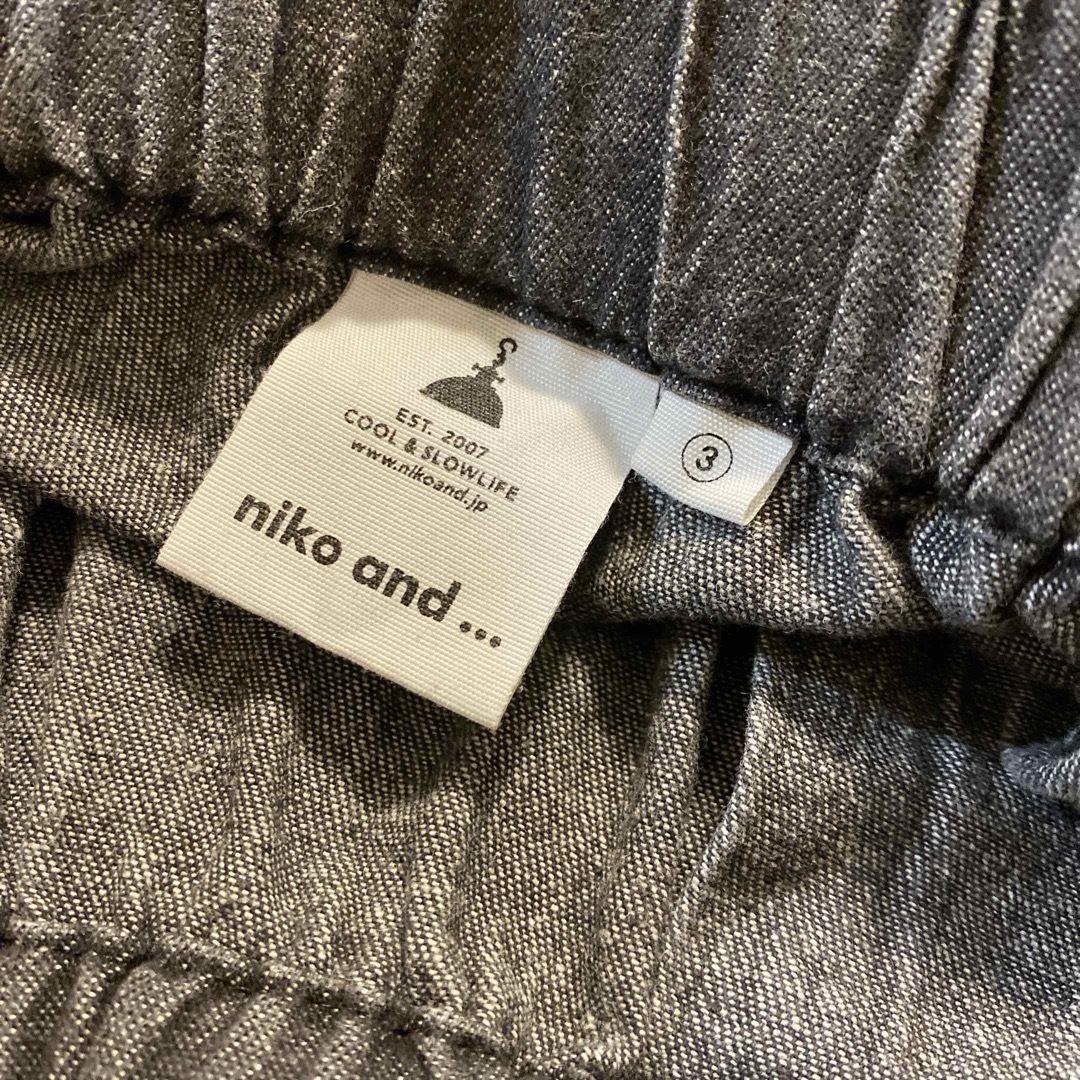 EST. 2007
COOL & SLOWLIFE
www.nikoand.jp
niko and ...
3